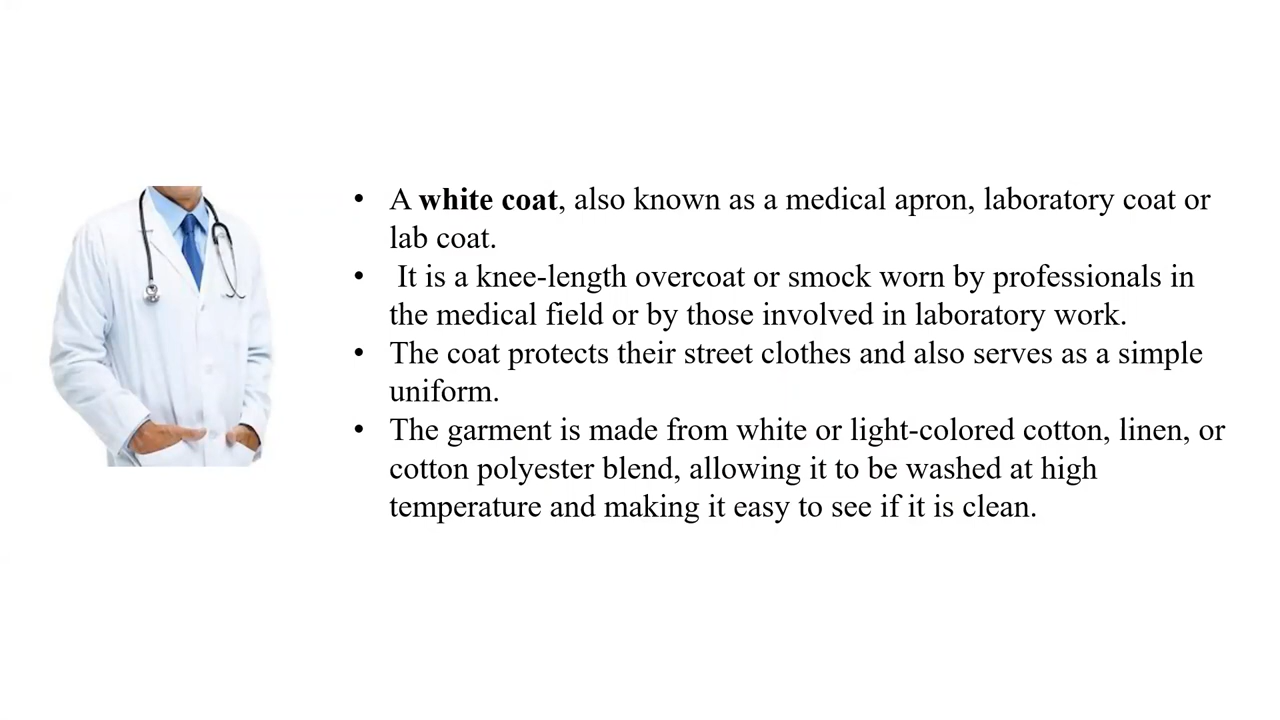 • A white coat, also known as a medical apron, laboratory coat or
lab coat.
• It is a knee-length overcoat or smock worn by professionals in
the medical field or by those involved in laboratory work.
• The coat protects their street clothes and also serves as a simple
uniform.
• The garment is made from white or light-colored cotton, linen, or
cotton polyester blend, allowing it to be washed at high
temperature and making it easy to see if it is clean.